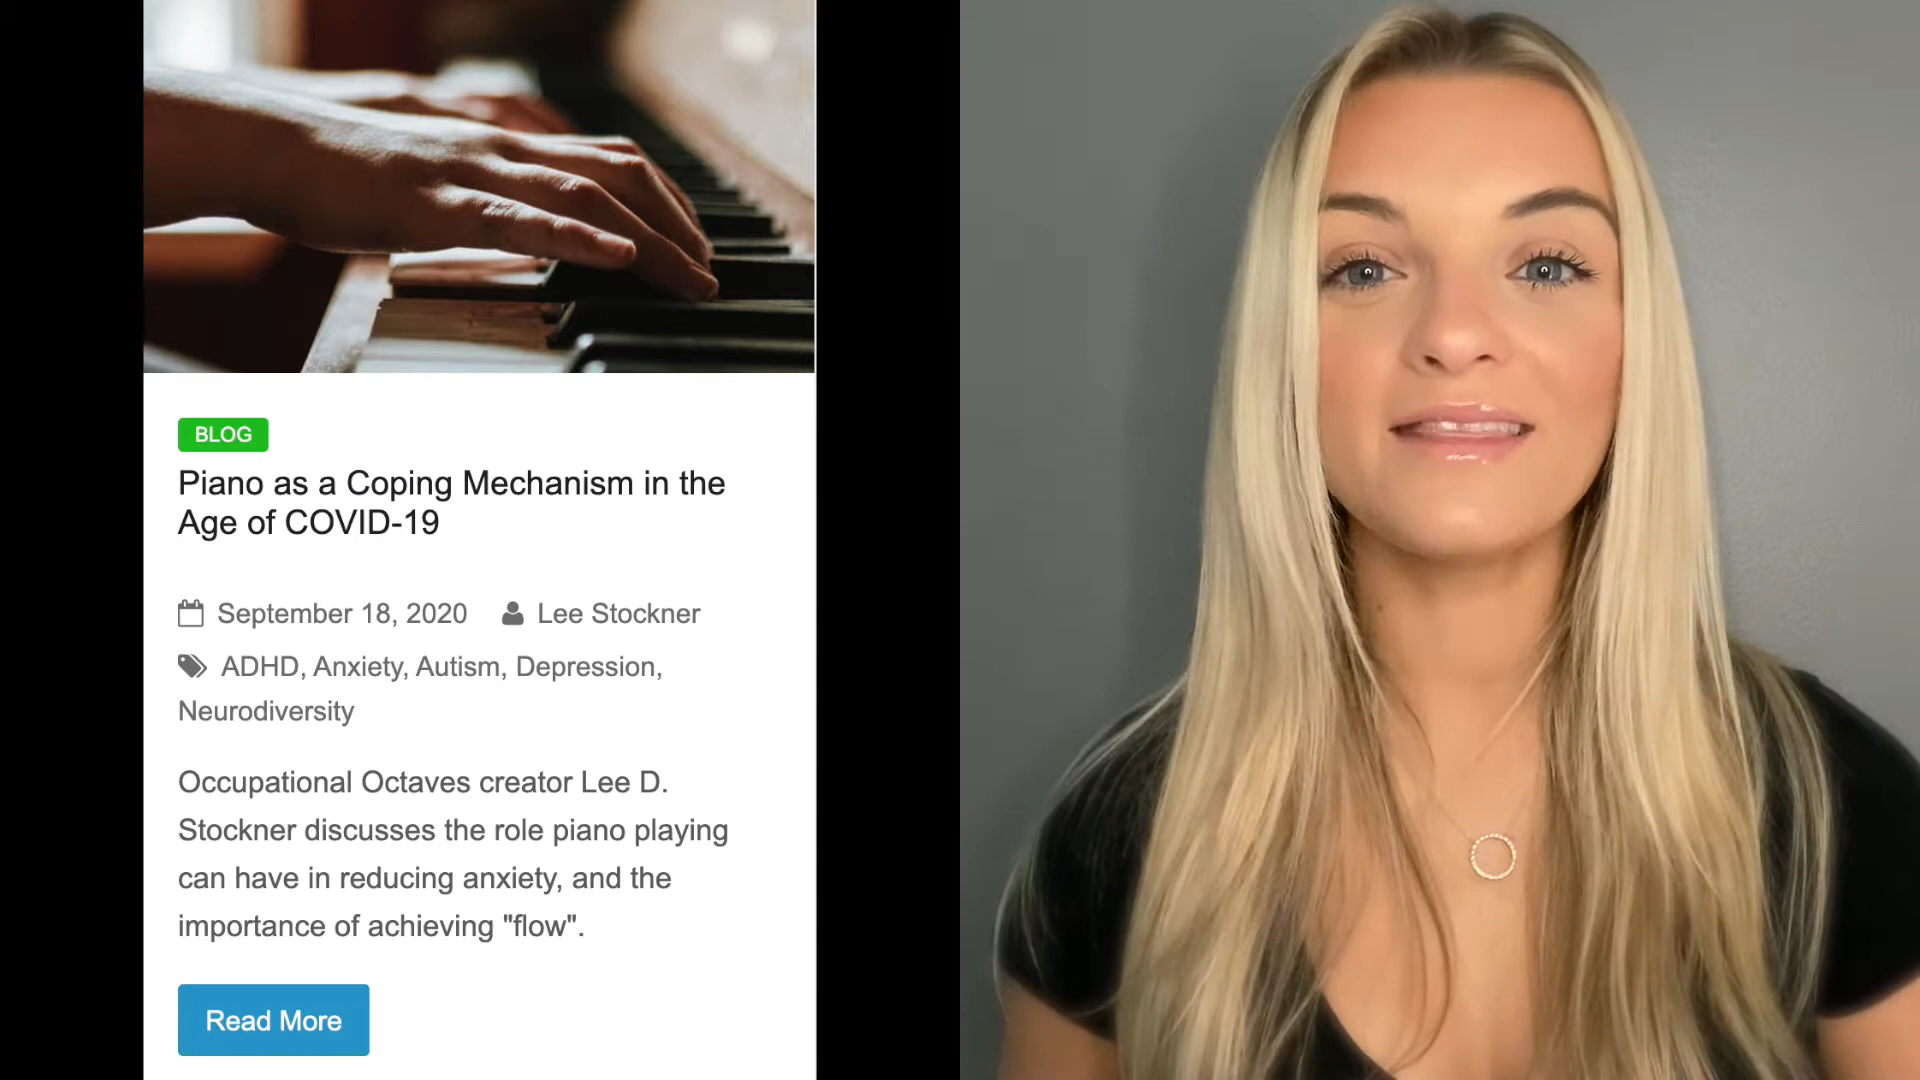 BLOG
Piano as a Coping Mechanism in the
Age of COVID-19
September 18, 2020 Lee Stockner
ADHD, Anxiety, Autism, Depression,
Neurodiversity
Occupational Octaves creator Lee D.
Stockner discusses the role piano playing
can have in reducing anxiety, and the
importance of achieving "flow".
Read More